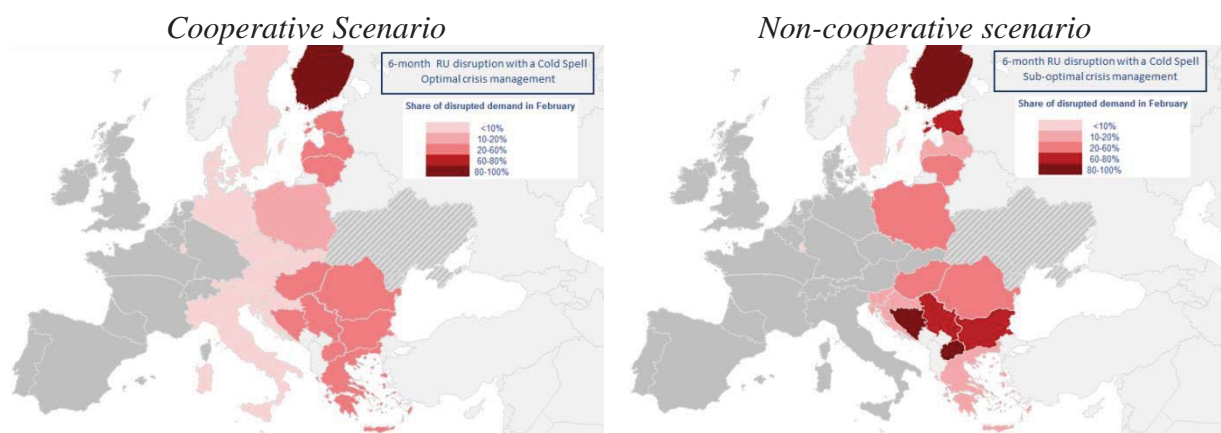 Cooperative Scenario
6-month RU disruption with a Cold Spell
Optimal crisis management
Share of disrupted demand in February
<10%
10-20%
20-60%
60-80%
80-100%
Non-cooperative scenario
6-month RU disruption with a Cold Spell
Sub-optimal crisis management
Share of disrupted demand in February
<10%
10-20%
20-60%
60-80%
80-100%